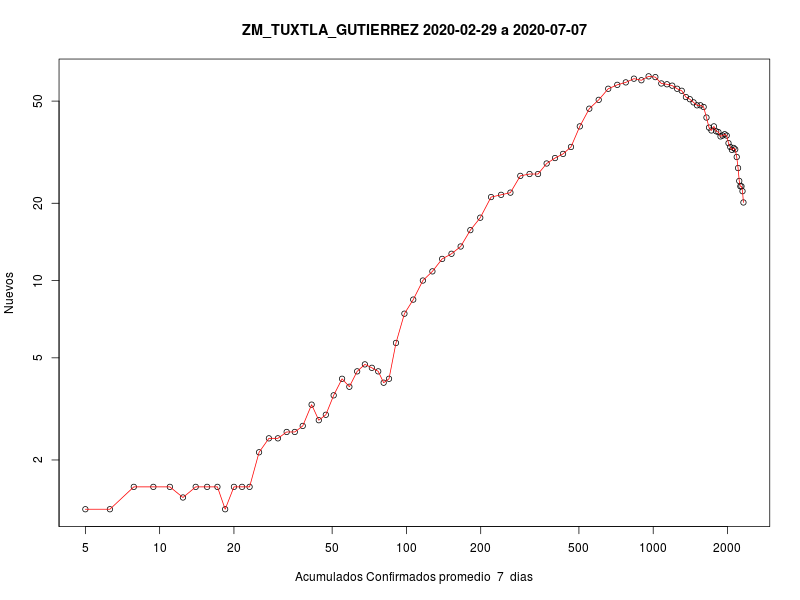 ZM_TUXTLA_GUTIERREZ 2020-02-29 a 2020-07-07
50
20
10
5
2
Nuevos
5 10 20 50 100 200 500 1000 2000
Acumulados Confirmados promedio 7 dias